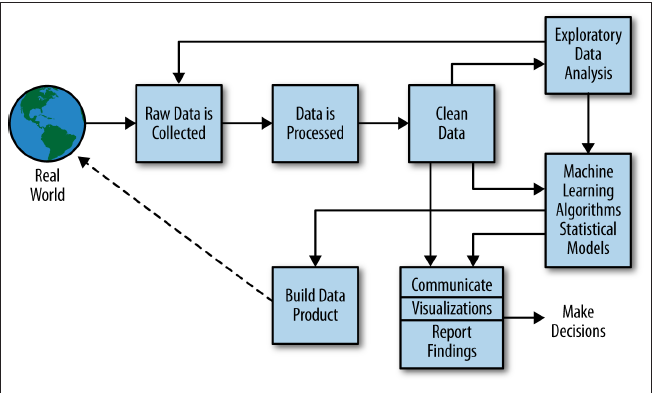 Exploratory
Data
Analysis
Raw Data is
Collected
Data is
Processed
Clean
Data
Real
World
Machine
Learning
Algorithms
Statistical
Models
Build Data
Product
Communicate
Visualizations
Report
Findings
Make
Decisions